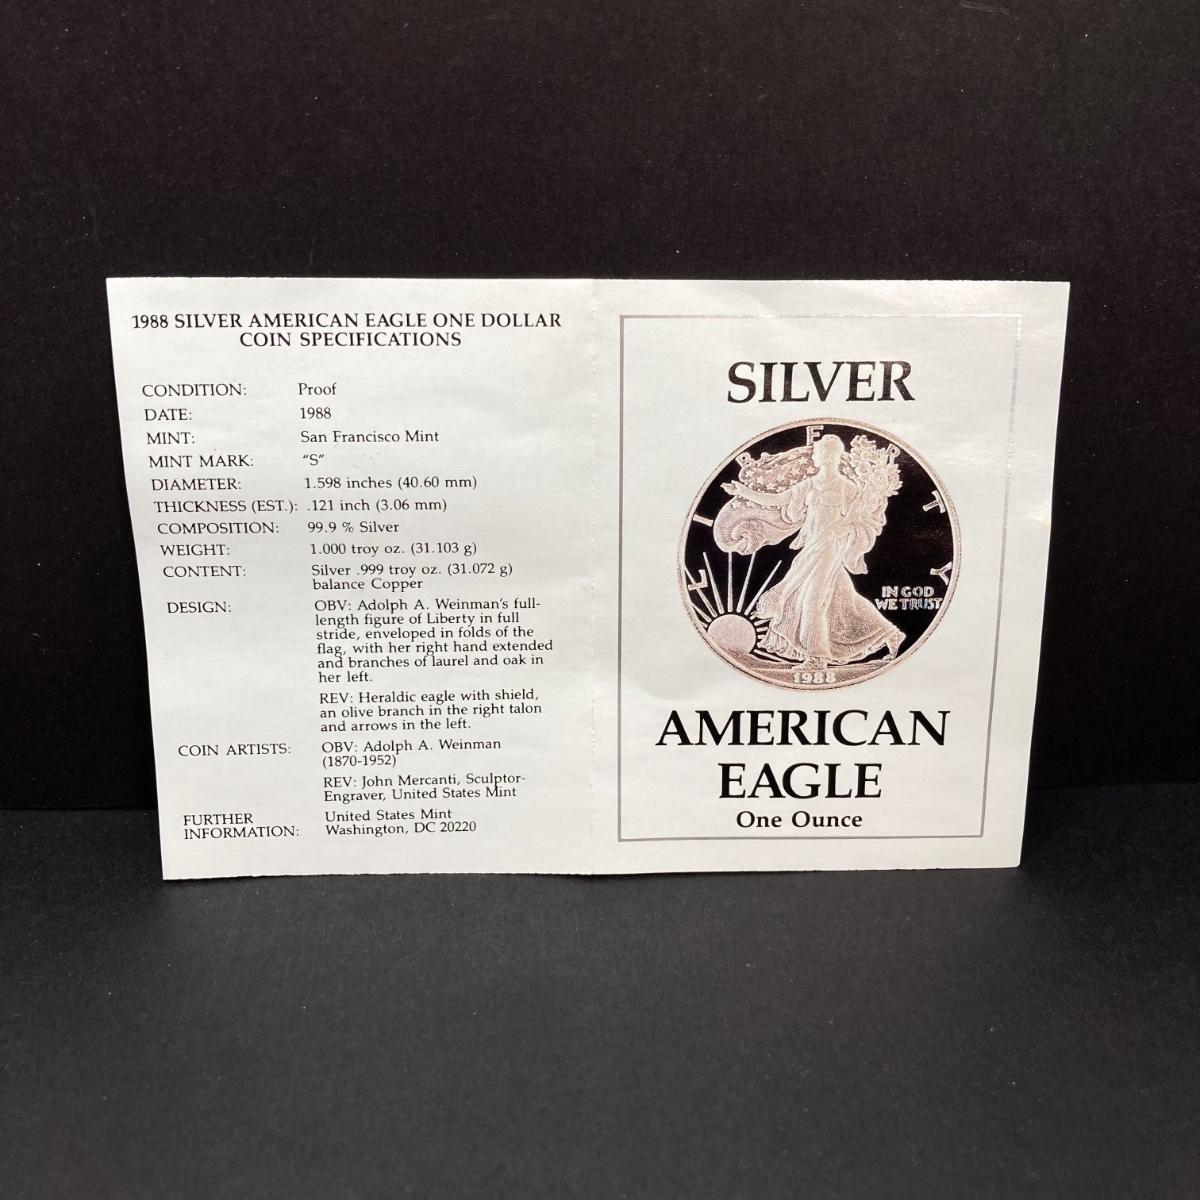 1988 SILVER AMERICAN EAGLE ONE DOLLAR
COIN SPECIFICATIONS
CONDITION: Proof
DATE: 1988
MINT: San Francisco Mint
MINT MARK: "S"
DIAMETER: 1.598 inches (40.60 mm)
THICKNESS (EST.): .121 inch (3.06 mm)
COMPOSITION: 99.9 % Silver
WEIGHT: 1.000 troy oz. (31.103 g)
CONTENT: Silver .999 troy oz. (31.072 g)
balance Copper
DESIGN: OBV: Adolph A. Weinman's full-
length figure of Liberty in full
stride, enveloped in folds of the
flag, with her right hand extended
and branches of laurel and oak in
her left.
REV: Heraldic eagle with shield,
an olive branch in the right talon
and arrows in the left.
COIN ARTISTS: OBV: Adolph A. Weinman
(1870-1952)
REV: John Mercanti, Sculptor-
Engraver, United States Mint
FURTHER United States Mint
INFORMATION: Washington, DC 20220
SILVER
LIBERTY
IN GOD
WE TRUST
1988
AMERICAN
EAGLE
One Ounce